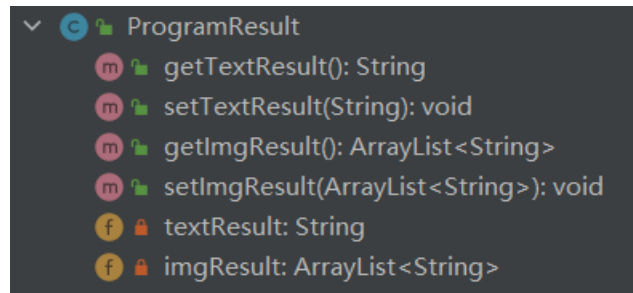 ProgramResult
getTextResult(): String
setTextResult(String): void
getImgResult(): ArrayList<String>
setImgResult(ArrayList<String>): void
textResult: String
imgResult: ArrayList<String>